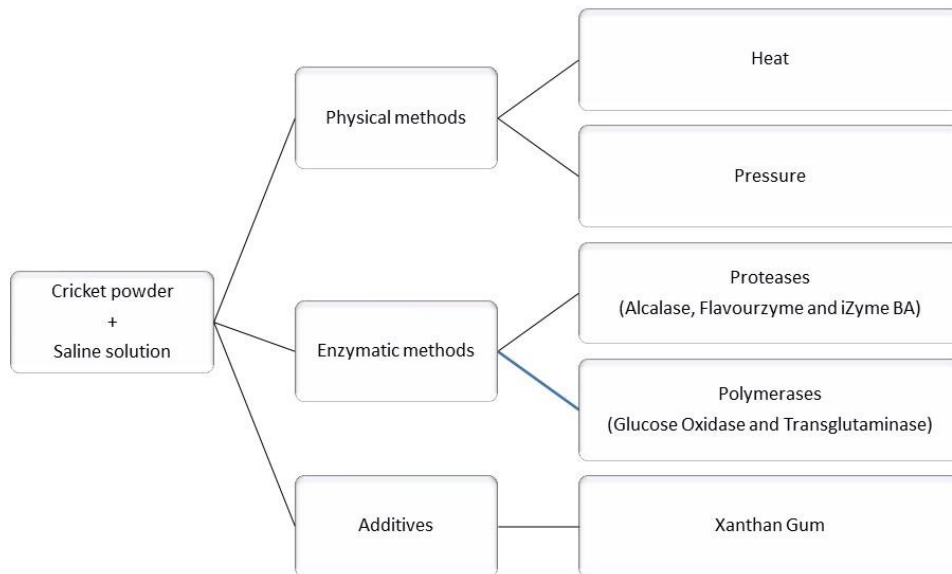 Cricket powder
+
Saline solution
Physical methods
Heat
Pressure
Enzymatic methods
Proteases
(Alcalase, Flavourzyme and iZyme BA)
Polymerases
(Glucose Oxidase and Transglutaminase)
Additives
Xanthan Gum